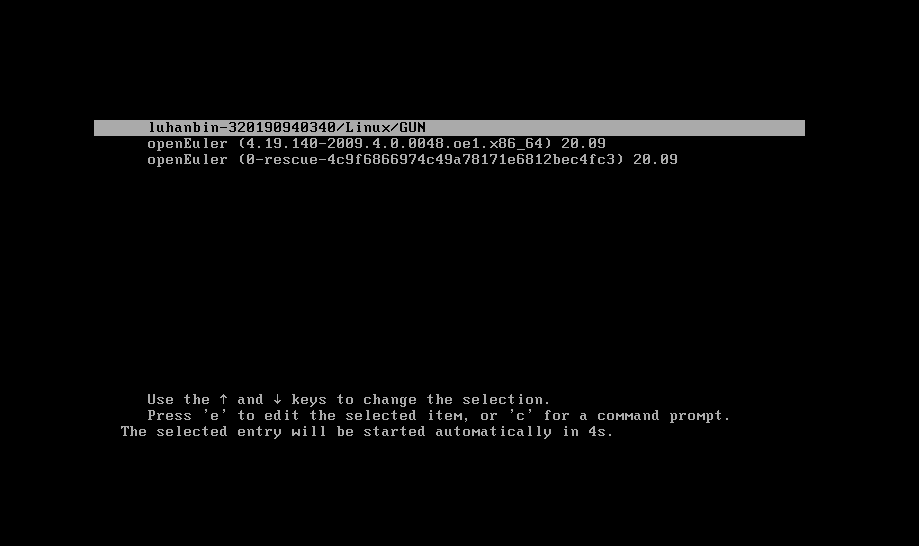 luhanbin-320190940340/Linux/GUN
openEuler (4.19.140-2009.4.0.0048.oe1.x86_64) 20.09
openEuler (0-rescue-4c9f6866974c49a78171e6812bec4fc3) 20.09
Use the ↑ and ↓ keys to change the selection.
Press 'e' to edit the selected item, or 'c' for a command prompt.
The selected entry will be started automatically in 4s.